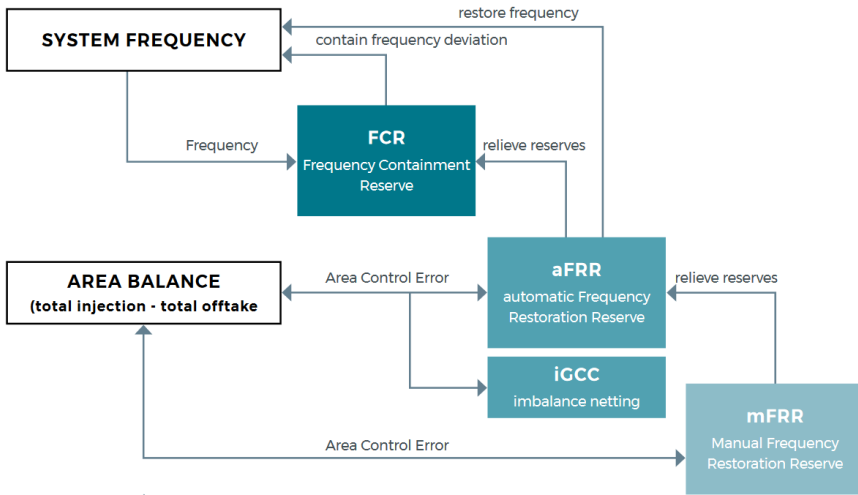 restore frequency
SYSTEM FREQUENCY
contain frequency deviation
FCR
Frequency Containment
Reserve
Frequency
relieve reserves
AREA BALANCE
(total injection - total offtake
Area Control Error
aFRR
automatic Frequency
Restoration Reserve
relieve reserves
iGCC
imbalance netting
mFRR
Manual Frequency
Restoration Reserve
Area Control Error